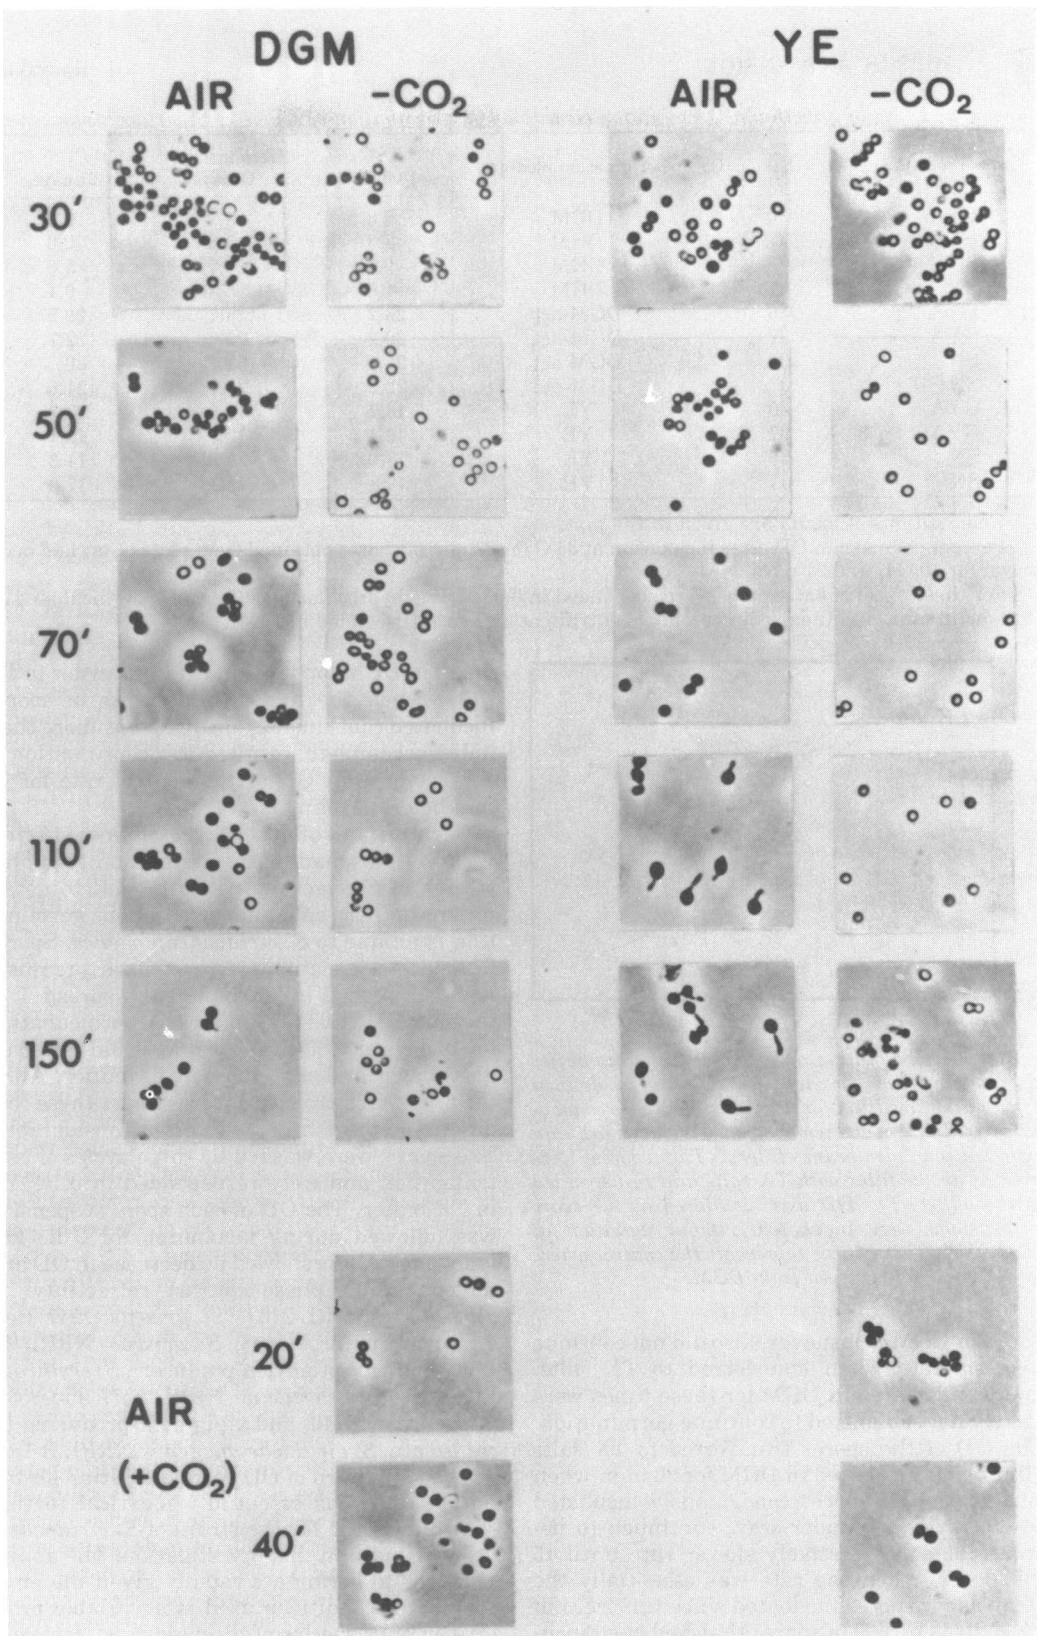 DGM YE
AIR -CO2 AIR -CO2
30'
50'
70'
110'
150'
20'
AIR
(+CO2)
40'